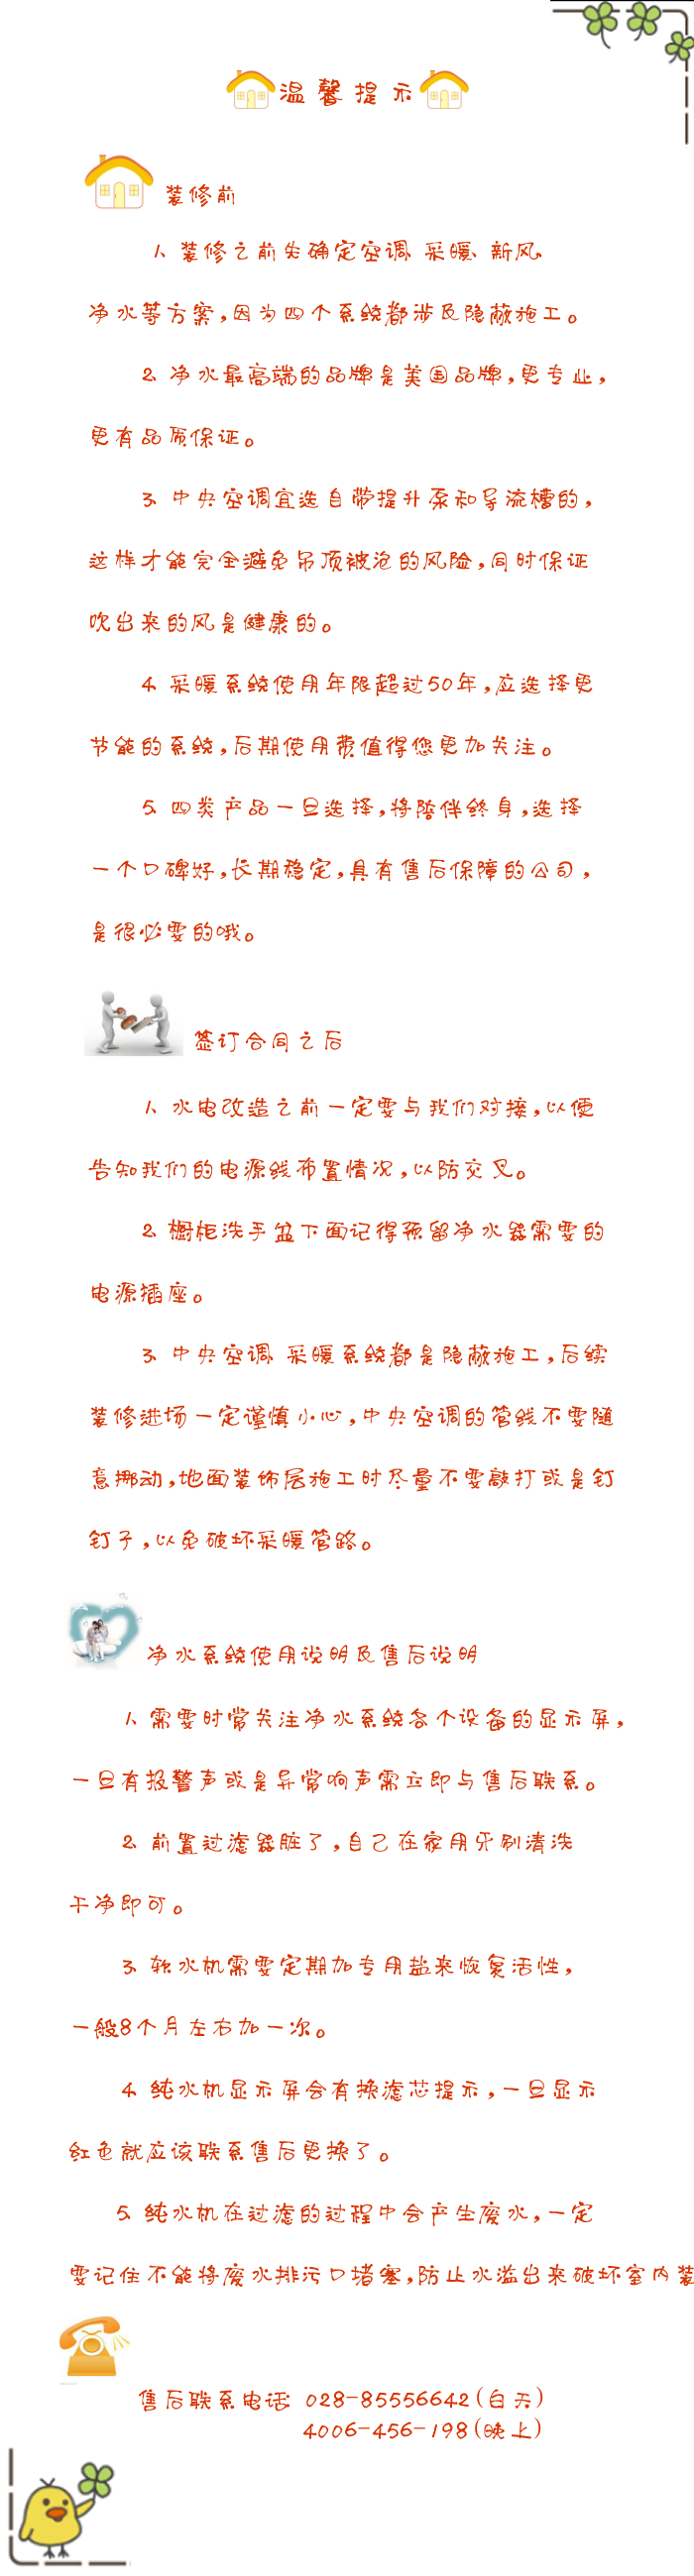 温馨提示
装修前
1、装修之前先确定空调、采暖、新风、
净水等方案,因为四个系统都涉及隐蔽施工。
2、净水最高端的品牌是美国品牌,更专业,
更有品质保证。
3、中央空调宜选自带提升泵和导流槽的,
这样才能完全避免吊顶被泡的风险,同时保证
吹出来的风是健康的。
4、采暖系统使用年限超过50年,应选择更
节能的系统,后期使用费值得您更加关注。
5、四类产品一旦选择,将陪伴终身,选择
一个口碑好,长期稳定,具有售后保障的公司,
是很必要的哦。
签订合同之后
1、水电改造之前一定要与我们对接,以便
告知我们的电源线布置情况,以防交叉。
2、橱柜洗手盆下面记得预留净水器需要的
电源插座。
3、中央空调、采暖系统都是隐蔽施工,后续
装修进场一定谨慎小心,中央空调的管线不要随
意挪动,地面装饰层施工时尽量不要敲打或是钉
钉子,以免破坏采暖管路。
净水系统使用说明及售后说明
1、需要时常关注净水系统各个设备的显示屏,
一旦有报警声或是异常响声需立即与售后联系。
2、前置过滤器脏了,自己在家用牙刷清洗
干净即可。
3、软水机需要定期加专用盐来恢复活性,
一般8个月左右加一次。
4、纯水机显示屏会有换滤芯提示,一旦显示
红色就应该联系售后更换了。
5、纯水机在过滤的过程中会产生废水,一定
要记住不能将废水排污口堵塞,防止水溢出来破坏室内装
售后联系电话: 028-85556642(白天)
4006-456-198(晚上)